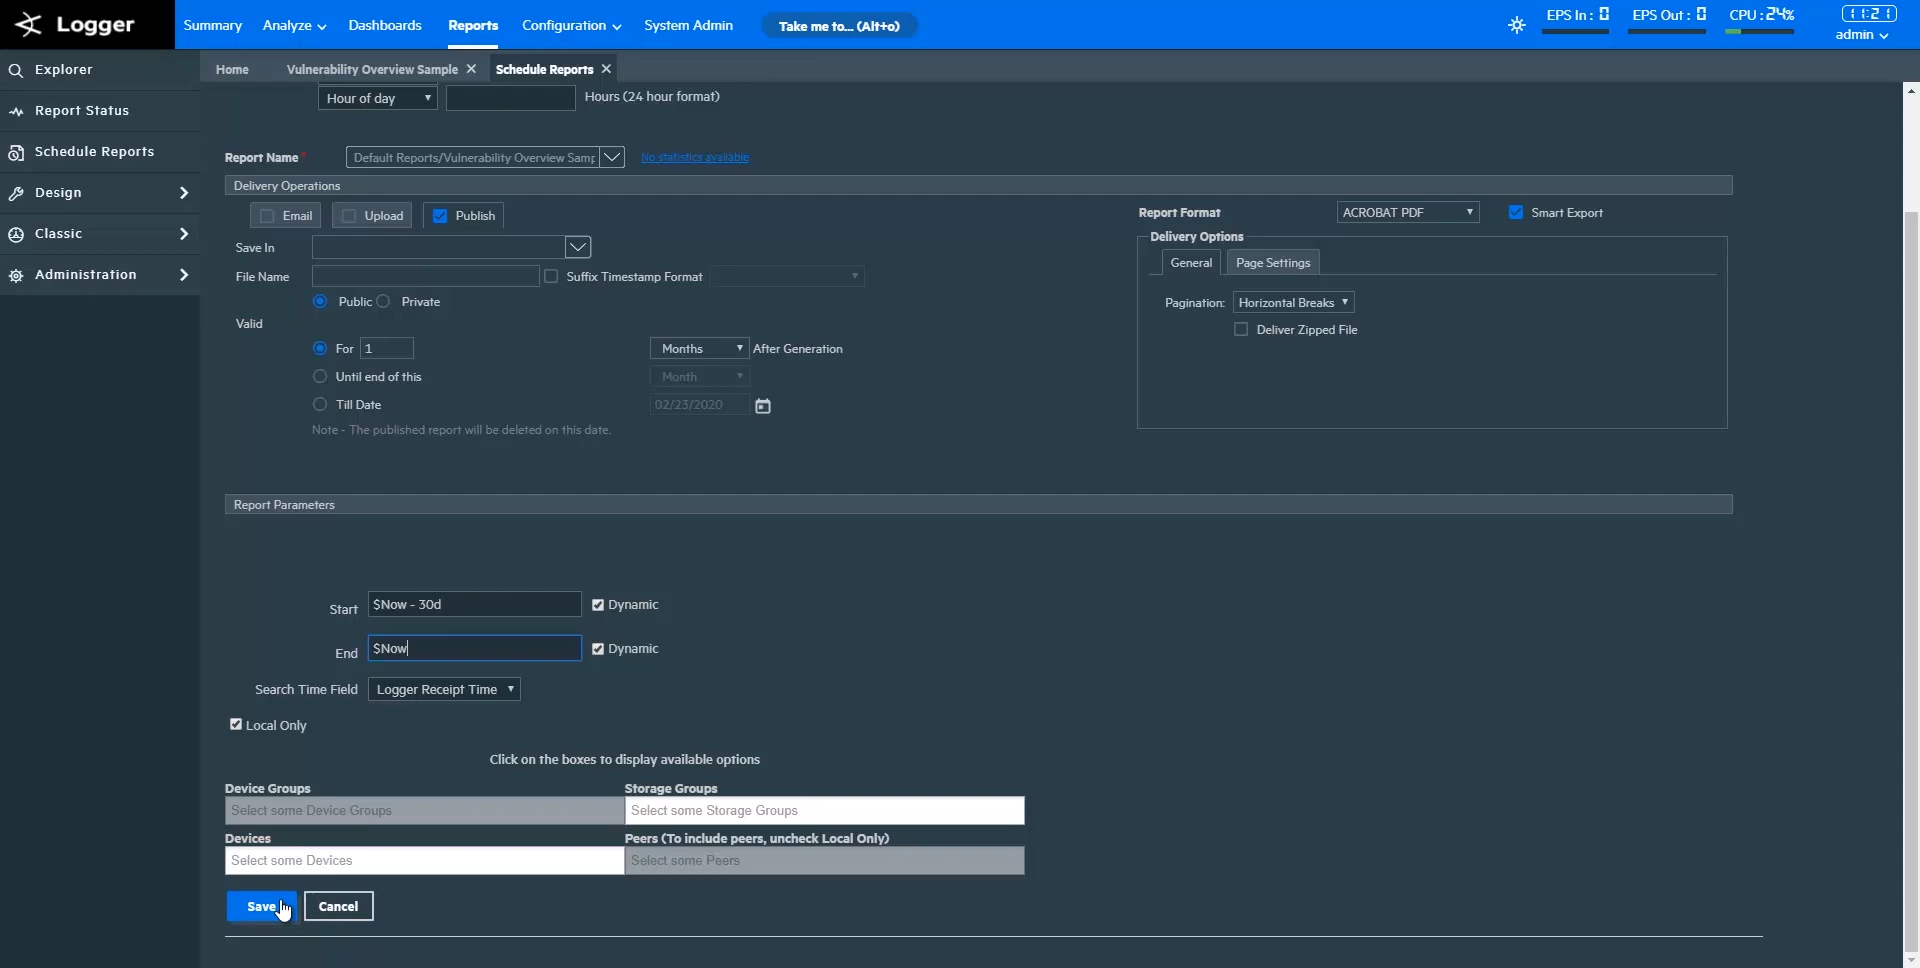 Logger
Summary Analyze Dashboards Reports Configuration System Admin Take me to... (Alt+o) EPS In : 0 EPS Out : 0 CPU : 24% 11:21
admin
Explorer
Report Status
Schedule Reports
Design
Classic
Administration
Home Vulnerability Overview Sample Schedule Reports
Hour of day Hours (24 hour format)
Report Name * Default Reports/Vulnerability Overview Samp No statistics available
Delivery Operations
Email Upload Publish
Save In
File Name Suffix Timestamp Format
Public Private
Valid
For 1 Months After Generation
Until end of this Month
Till Date 02/23/2020
Note - The published report will be deleted on this date.
Report Format ACROBAT PDF Smart Export
Delivery Options
General Page Settings
Pagination: Horizontal Breaks
Deliver Zipped File
Report Parameters
Start $Now - 30d Dynamic
End $Now Dynamic
Search Time Field Logger Receipt Time
Local Only
Click on the boxes to display available options
Device Groups Storage Groups
Select some Device Groups Select some Storage Groups
Devices Peers (To include peers, uncheck Local Only)
Select some Devices Select some Peers
Save Cancel